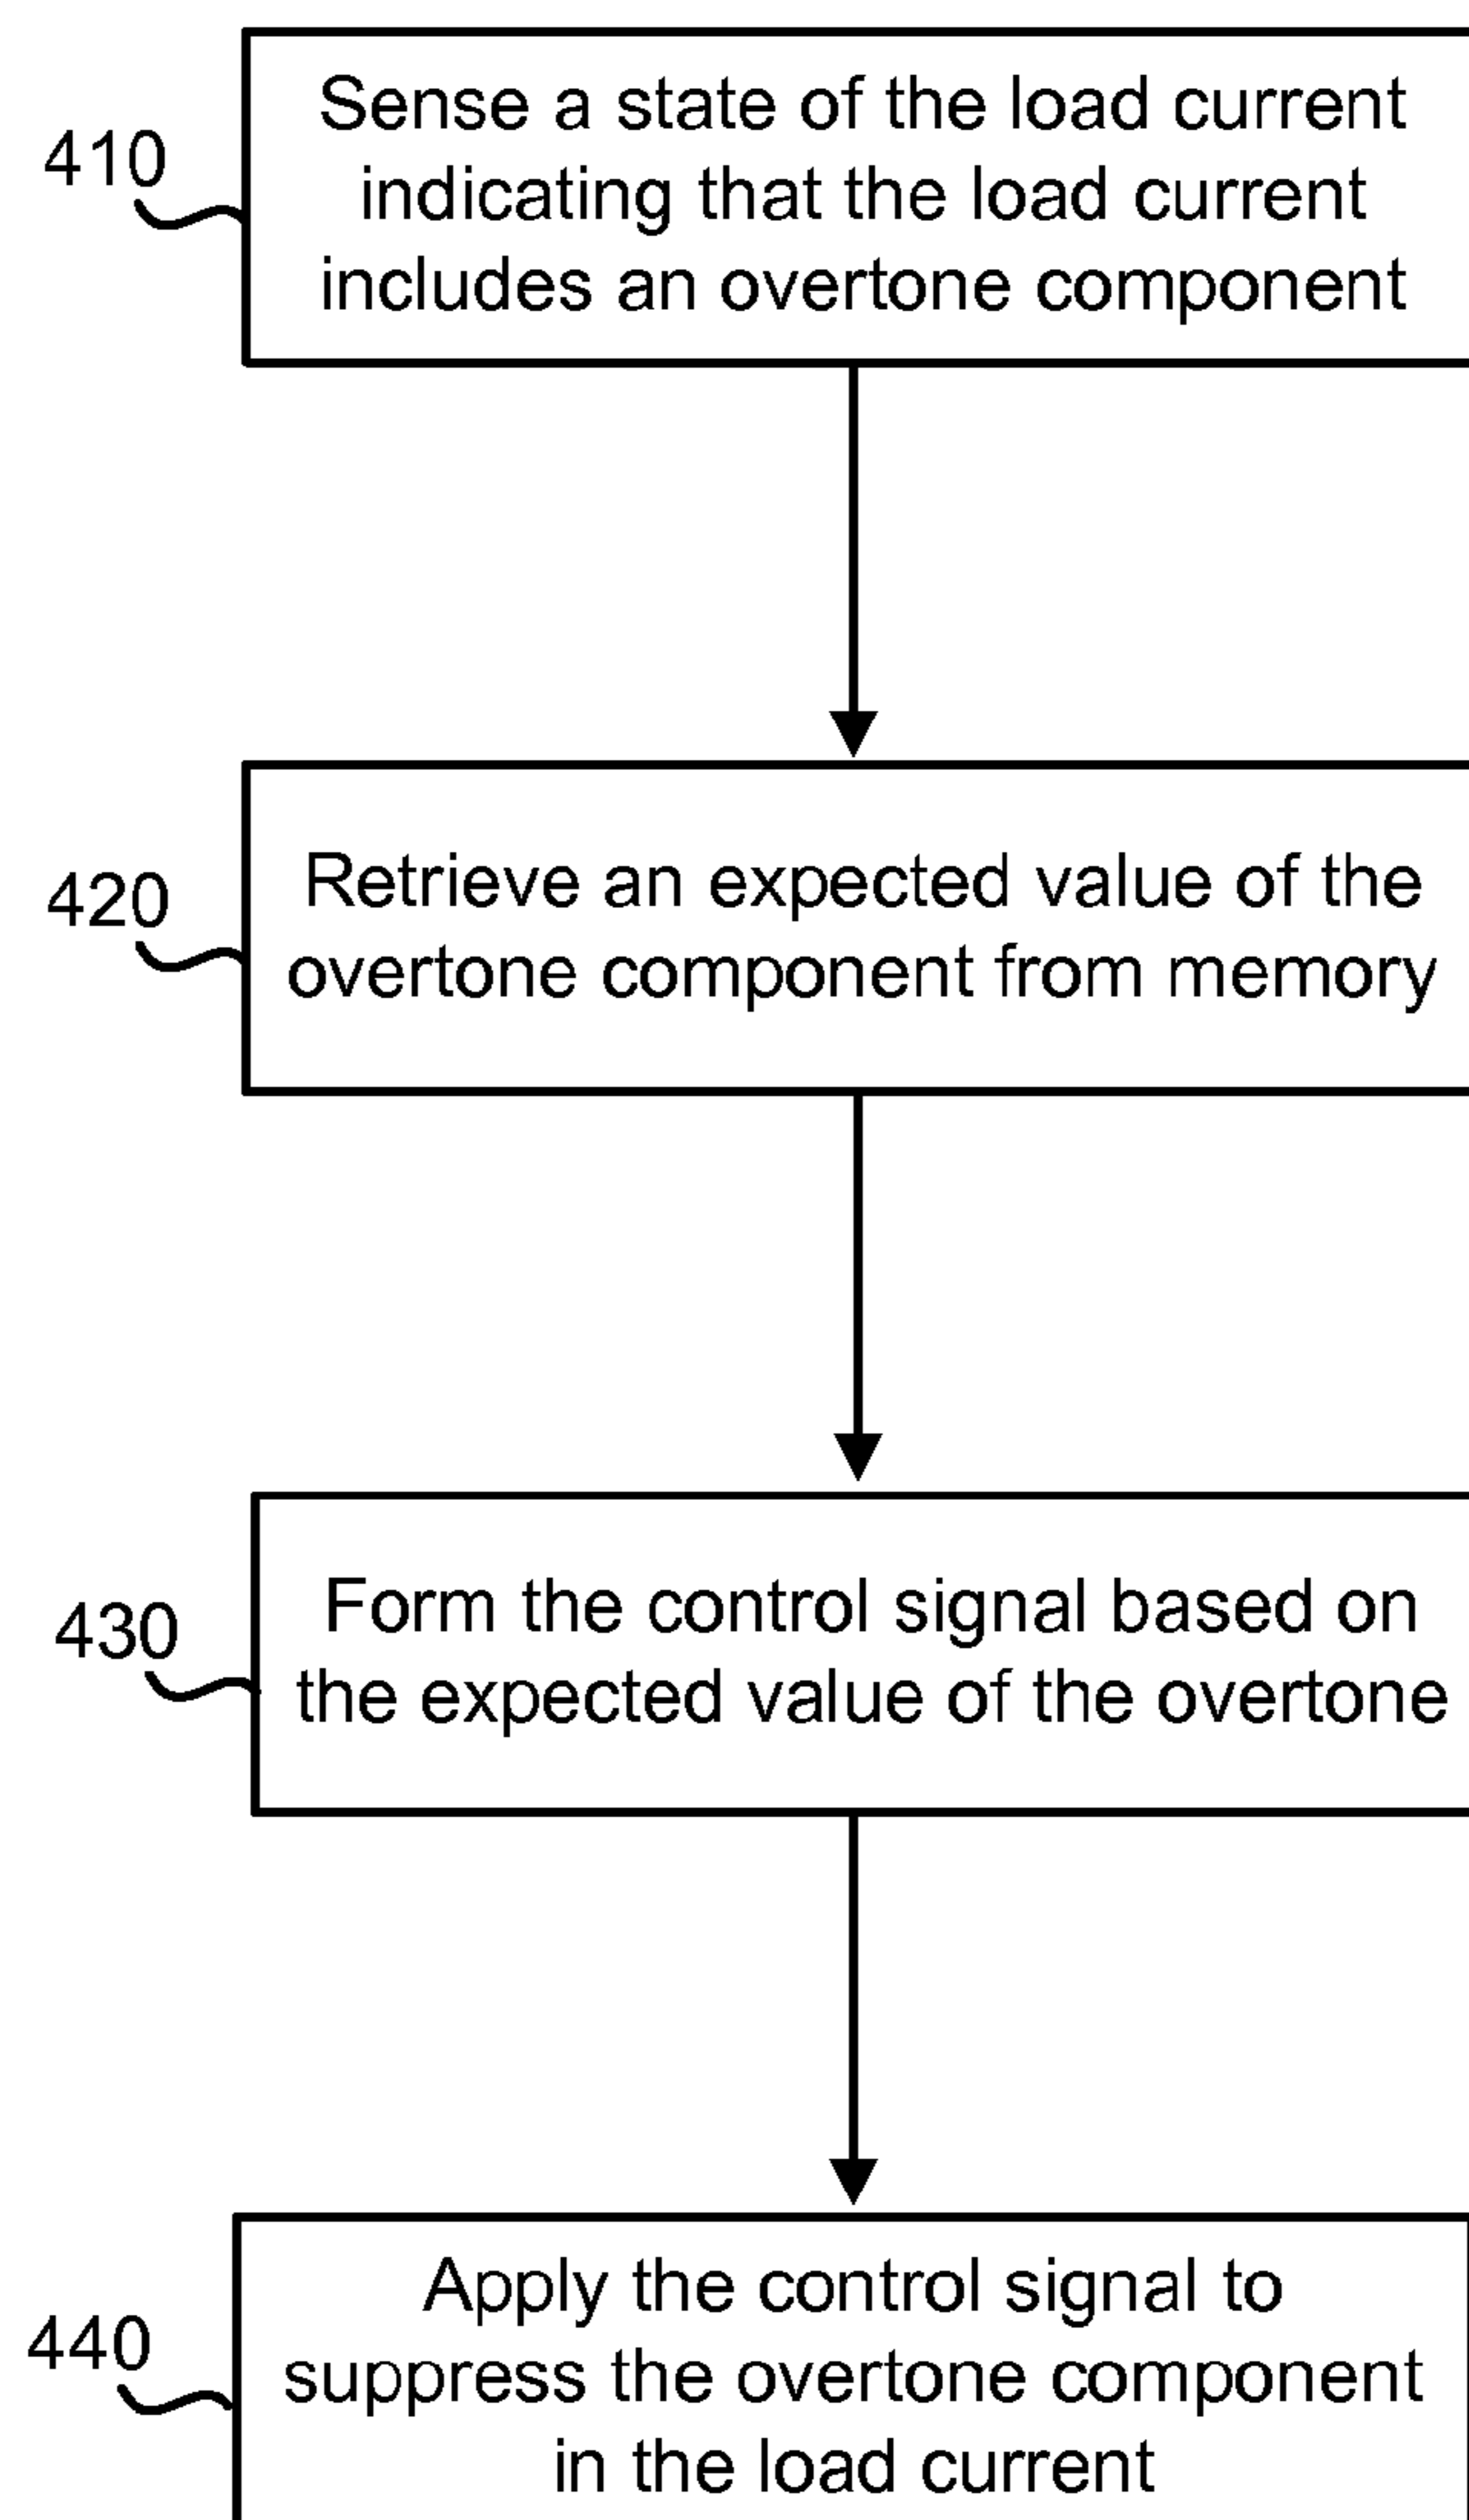 410
Sense a state of the load current
indicating that the load current
includes an overtone component
420
Retrieve an expected value of the
overtone component from memory
430
Form the control signal based on
the expected value of the overtone
440
Apply the control signal to
suppress the overtone component
in the load current